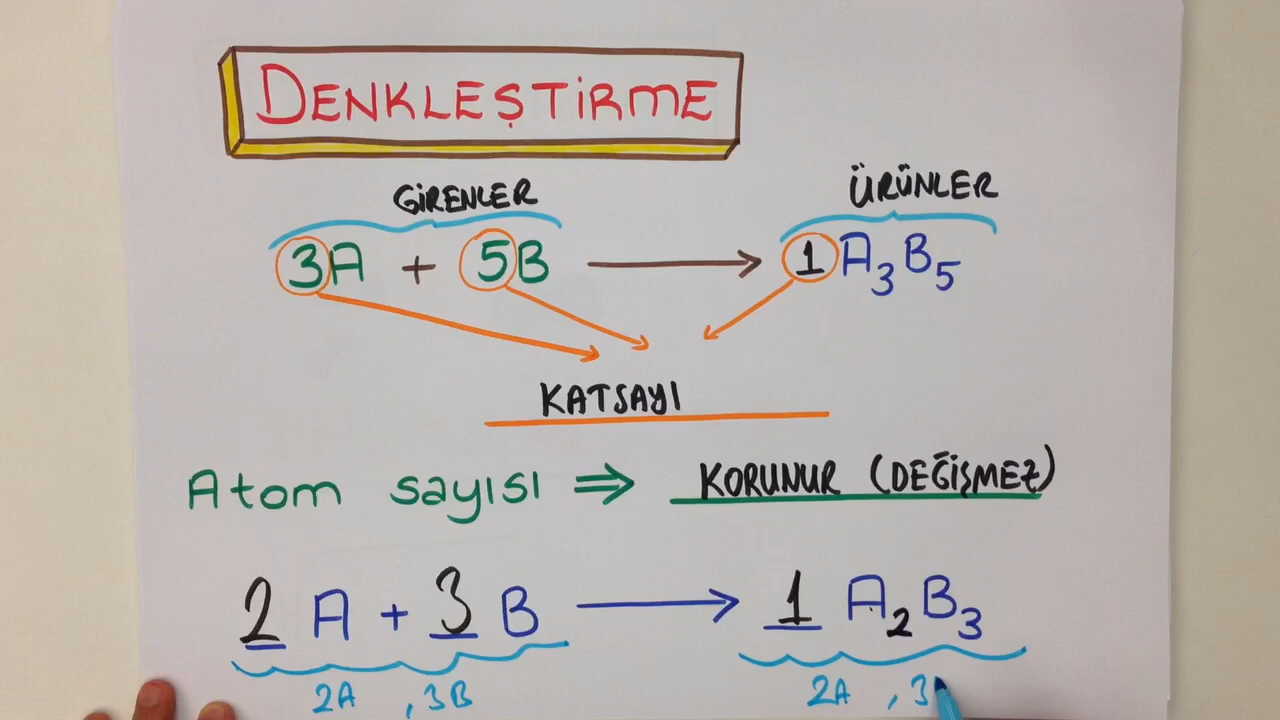 DENKLEŞTİRME
GİRENLER ÜRÜNLER
3A + 5B → 1 A₃B₅
KATSAYI
Atom sayısı ⇒ KORUNUR (DEĞİŞMEZ)
2 A + 3 B → 1 A₂B₃
2A , 3B 2A , 3